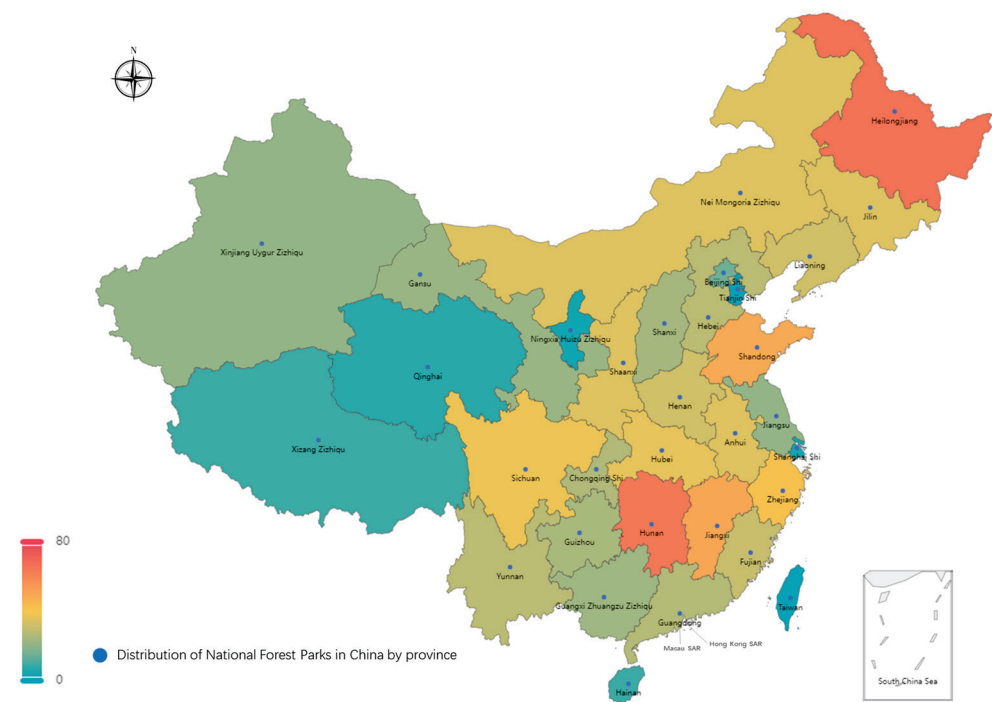 N
Heilongjiang
Nei Mongoria Zizhiqu
Jilin
Xinjiang Uygur Zizhiqu
Gansu
Liaoning
Beijing Shi
Tianjin Shi
Ningxia Huizu Zizhiqu
Shanxi
Hebei
Shandong
Qinghai
Shaanxi
Henan
Jiangsu
Anhui
Xizang Zizhiqu
Hubei
Shanghai Shi
Sichuan
Chongqing Shi
Zhejiang
Hunan
Jiangxi
Guizhou
Fujian
Yunnan
Guangxi Zhuangzu Zizhiqu
Taiwan
Guangdong
Macau SAR
Hong Kong SAR
Hainan
South China Sea
80
0
Distribution of National Forest Parks in China by province